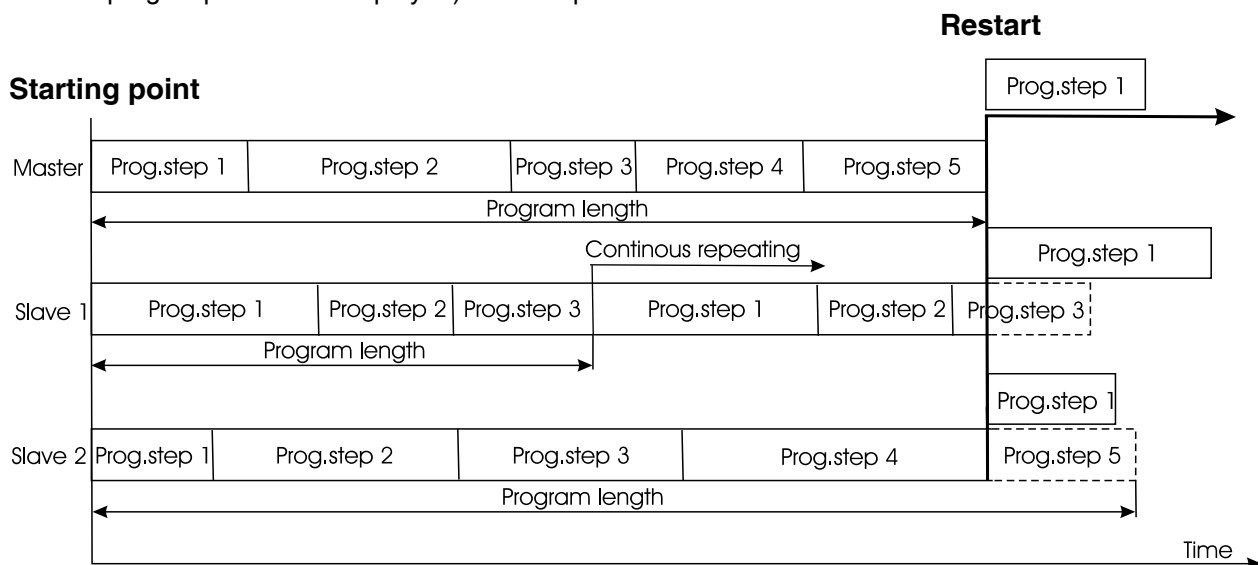 Restart
Prog.step 1
Starting point
Master Prog.step 1 Prog.step 2 Prog.step 3 Prog.step 4 Prog.step 5
Program length
Continous repeating
Prog.step 1
Slave 1 Prog.step 1 Prog.step 2 Prog.step 3 Prog.step 1 Prog.step 2 Prog.step 3
Program length
Prog.step 1
Slave 2 Prog.step 1 Prog.step 2 Prog.step 3 Prog.step 4 Prog.step 5
Program length
Time